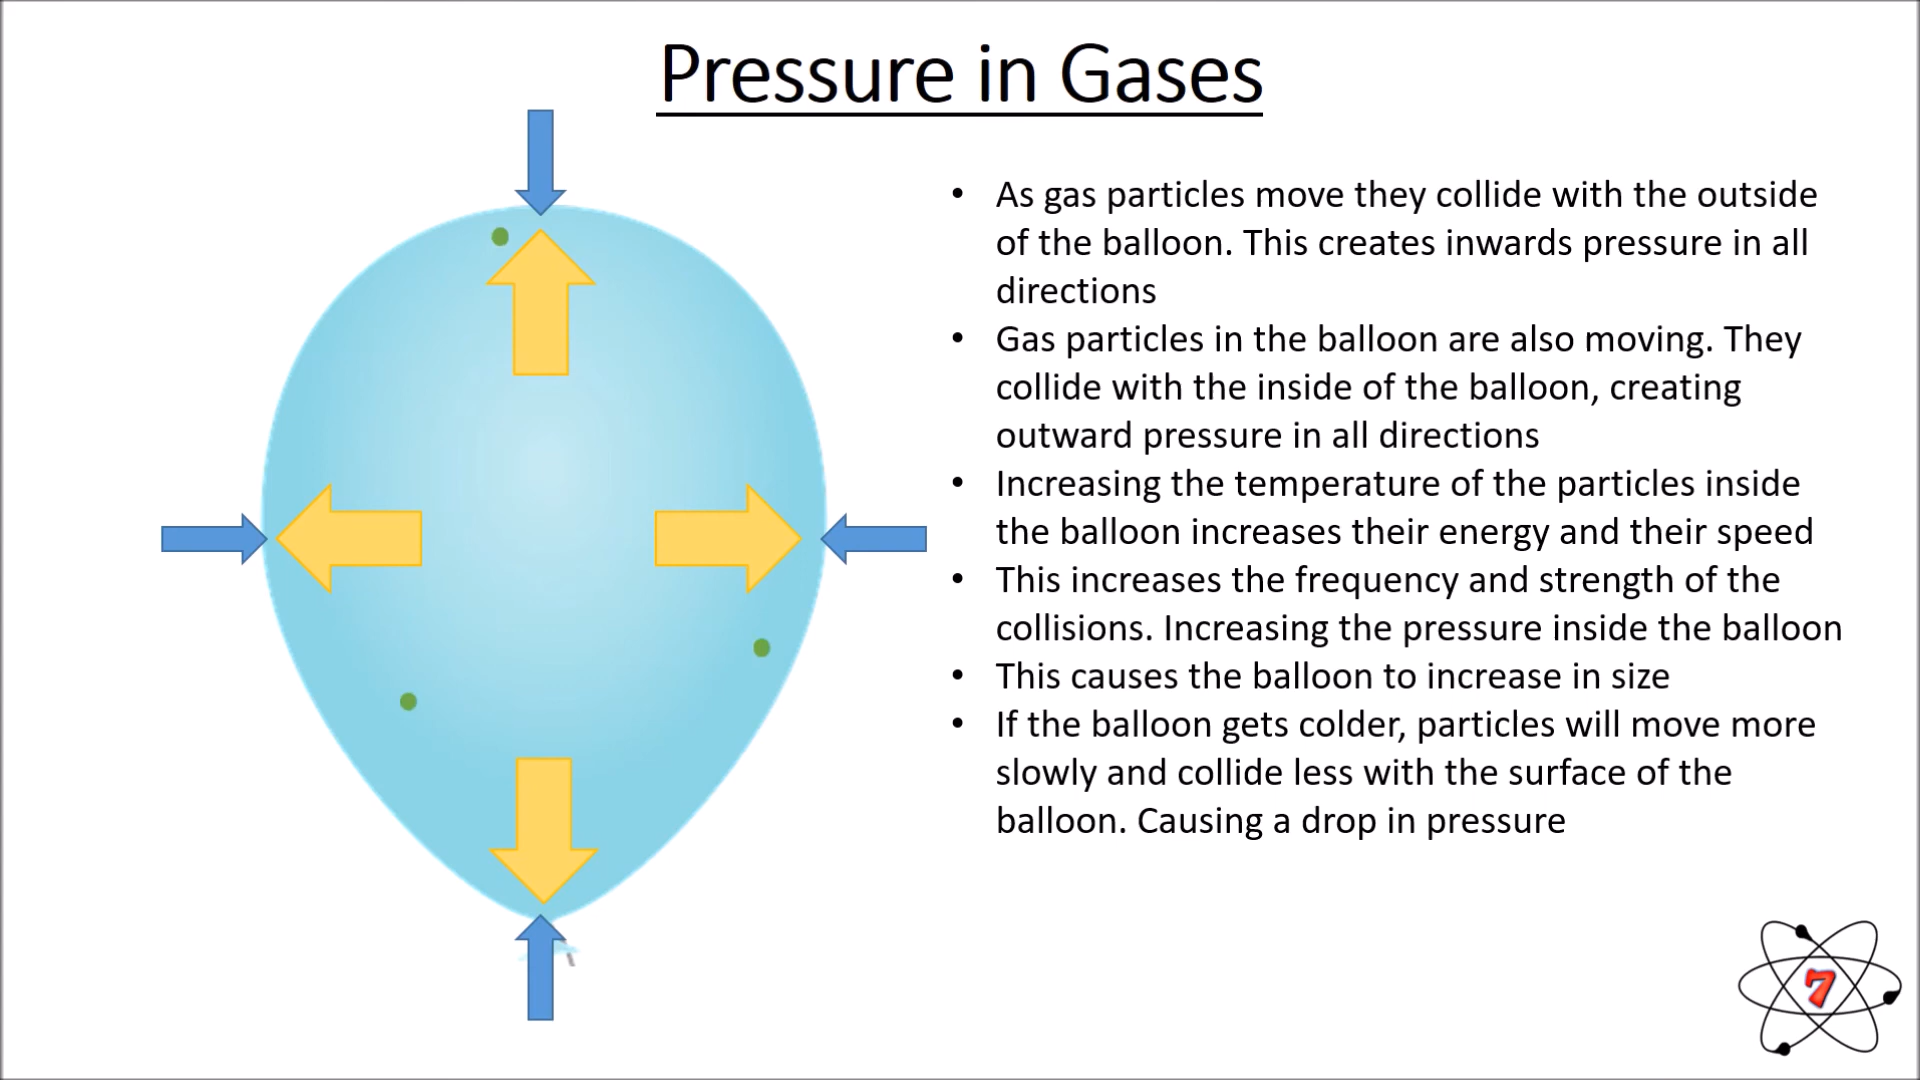 Pressure in Gases
• As gas particles move they collide with the outside
of the balloon. This creates inwards pressure in all
directions
• Gas particles in the balloon are also moving. They
collide with the inside of the balloon, creating
outward pressure in all directions
• Increasing the temperature of the particles inside
the balloon increases their energy and their speed
• This increases the frequency and strength of the
collisions. Increasing the pressure inside the balloon
• This causes the balloon to increase in size
• If the balloon gets colder, particles will move more
slowly and collide less with the surface of the
balloon. Causing a drop in pressure
7